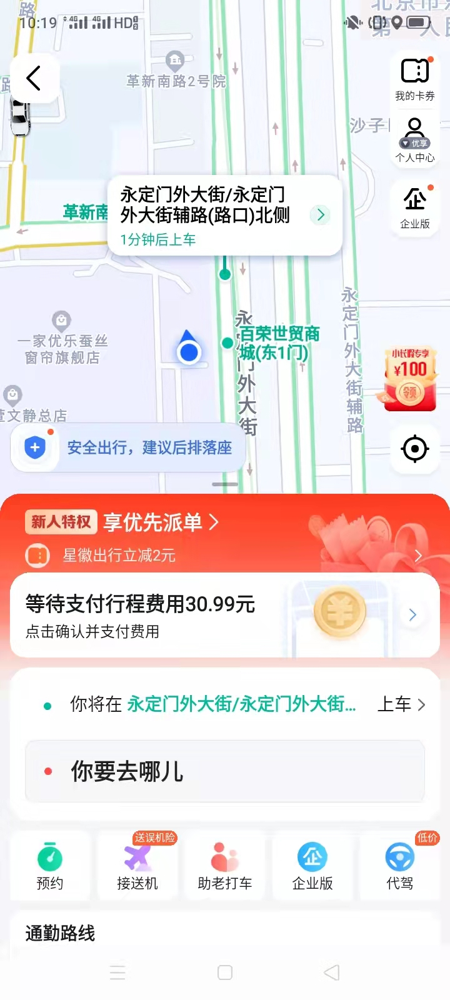 路
北京市
10:19 4G 4G HD
第 人民
革新南路2号院
我的卡券
沙子
优享
个人中心
永定门外大街/永定门
外大街辅路(路口)北侧
1分钟后上车
革新南
企业版
永定门外大街
百荣世贸商
城(东1门)
永定门外大街辅路
一家优乐蚕丝
窗帘旗舰店
小长假专享
¥100
领
文静总店
安全出行，建议后排落座
新人特权 享优先派单
星徽出行立减2元
等待支付行程费用30.99元
点击确认并支付费用
你将在 永定门外大街/永定门外大街... 上车
你要去哪儿
送误机险
低价
预约 接送机 助老打车 企业版 代驾
通勤路线